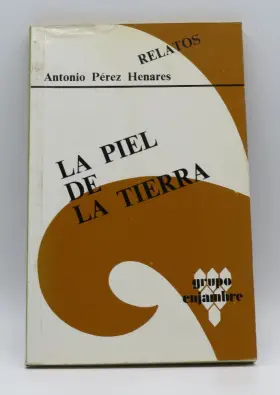 RELATOS
Antonio Pérez Henares
LA PIEL
DE
LA TIERRA
grupo
enjambre